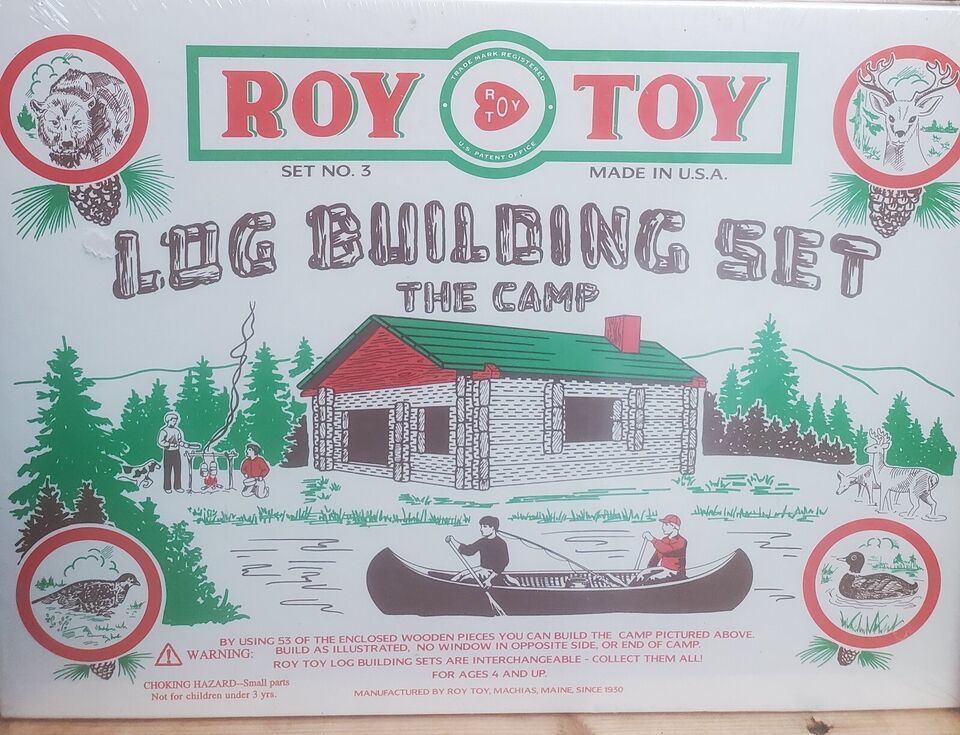 ROY TOY
TRADE MARK REGISTERED
ROY
T
U.S. PATENT OFFICE
SET NO. 3
MADE IN U.S.A.
LOG BUILDING SET
THE CAMP
BY USING 53 OF THE ENCLOSED WOODEN PIECES YOU CAN BUILD THE CAMP PICTURED ABOVE.
BUILD AS ILLUSTRATED, NO WINDOW IN OPPOSITE SIDE, OR END OF CAMP.
ROY TOY LOG BUILDING SETS ARE INTERCHANGEABLE - COLLECT THEM ALL!
FOR AGES 4 AND UP.
WARNING:
CHOKING HAZARD--Small parts
Not for children under 3 yrs.
MANUFACTURED BY ROY TOY, MACHIAS, MAINE, SINCE 1930